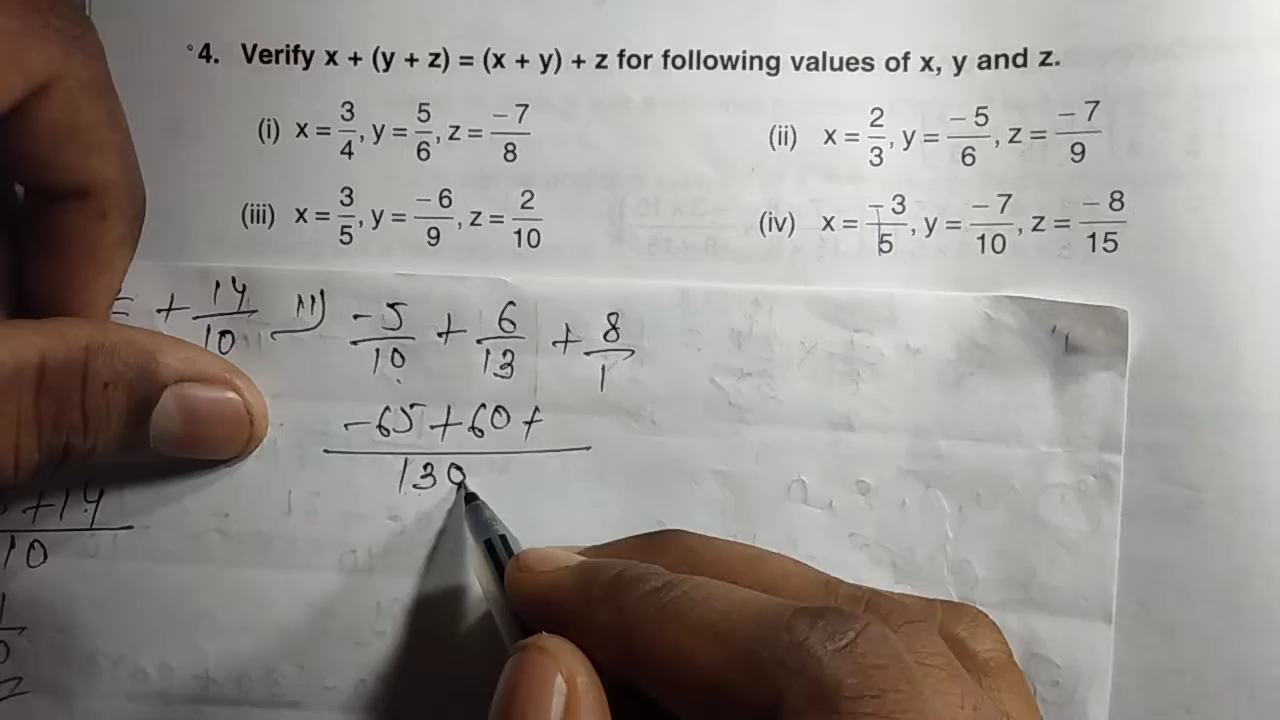 4. Verify x + (y + z) = (x + y) + z for following values of x, y and z.
(i) x = 3/4, y = 5/6, z = -7/8 (ii) x = 2/3, y = -5/6, z = -7/9
(iii) x = 3/5, y = -6/9, z = 2/10 (iv) x = -3/5, y = -7/10, z = -8/15
= + 14/10 11) -5/10 + 6/13 + 8/1
-65+60+
130
+14
10